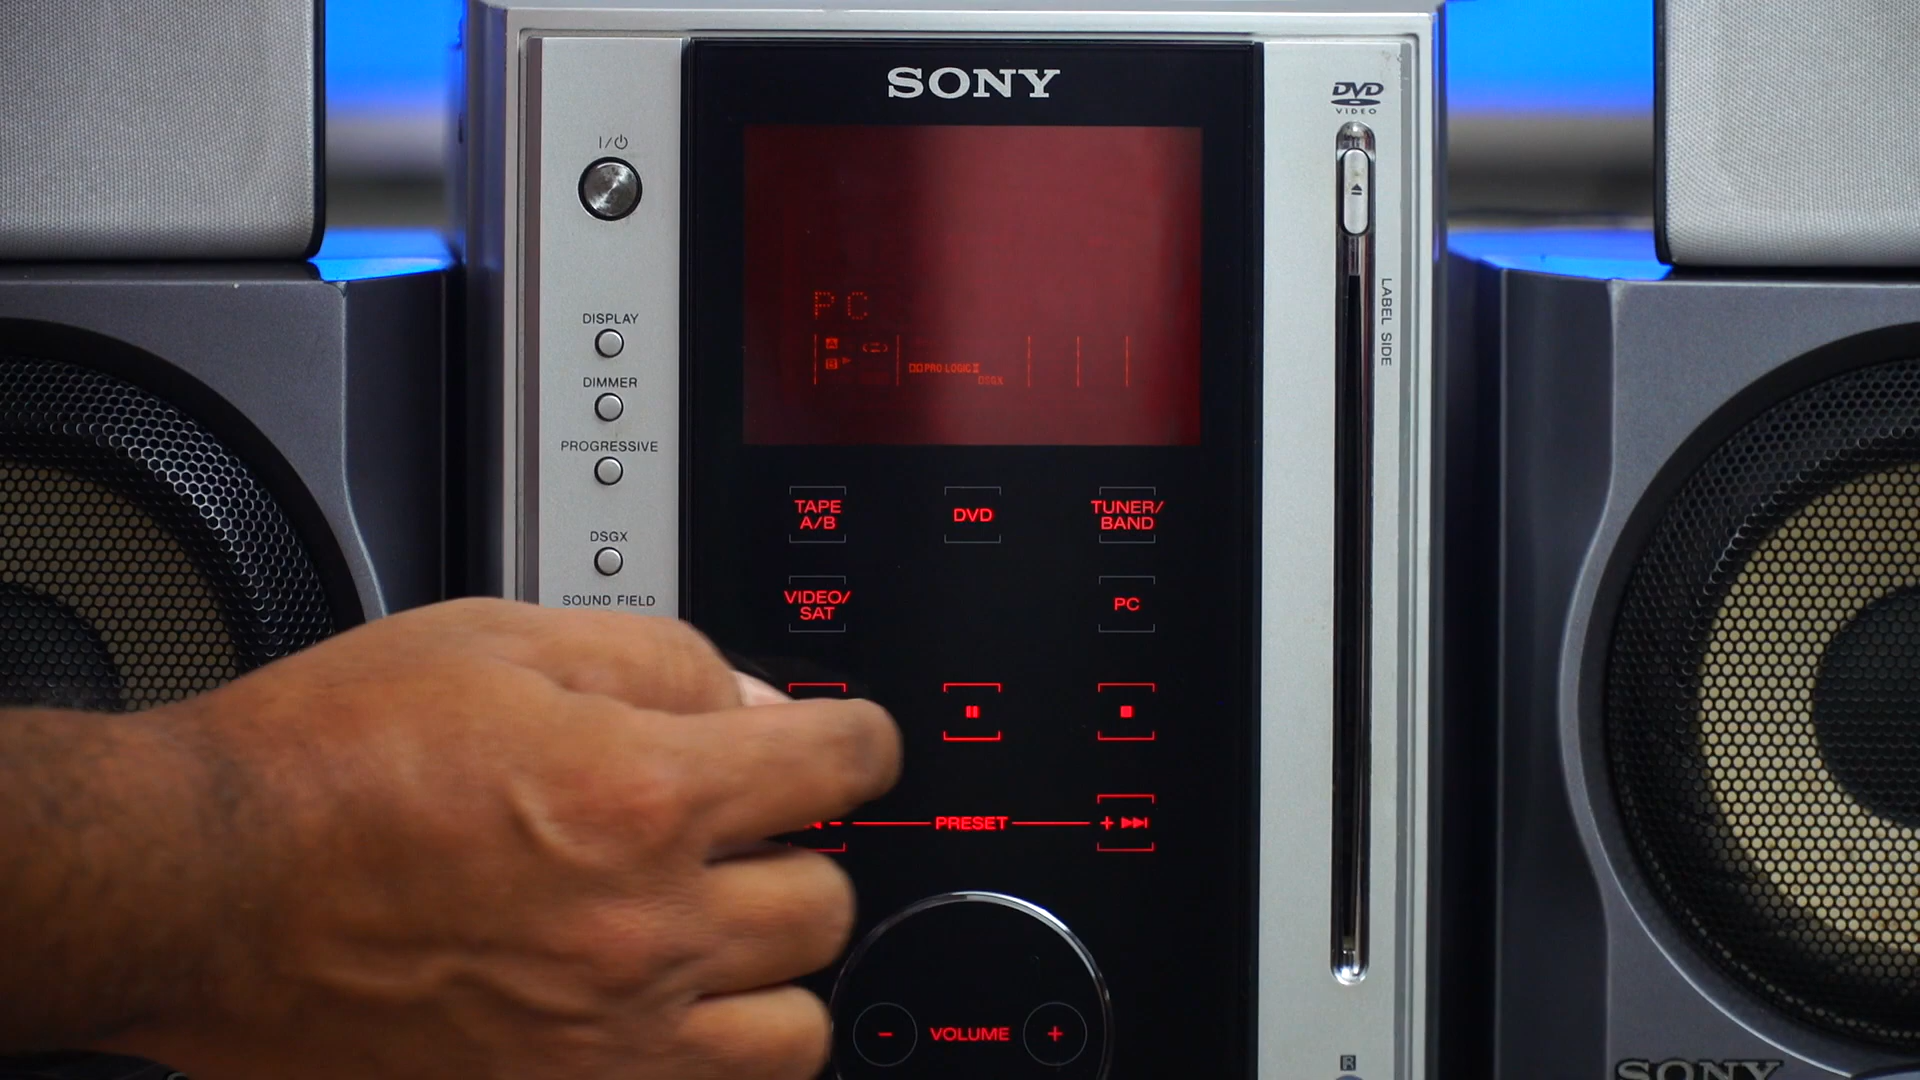 SONY
DVD
VIDEO
I/⏻
LABEL SIDE
DISPLAY
PC
DIMMER
A
B
PRO LOGIC II
DSGX
PROGRESSIVE
TAPE
A/B
DVD
TUNER/
BAND
DSGX
VIDEO/
SAT
PC
SOUND FIELD
- PRESET +
- VOLUME +
R
SONY